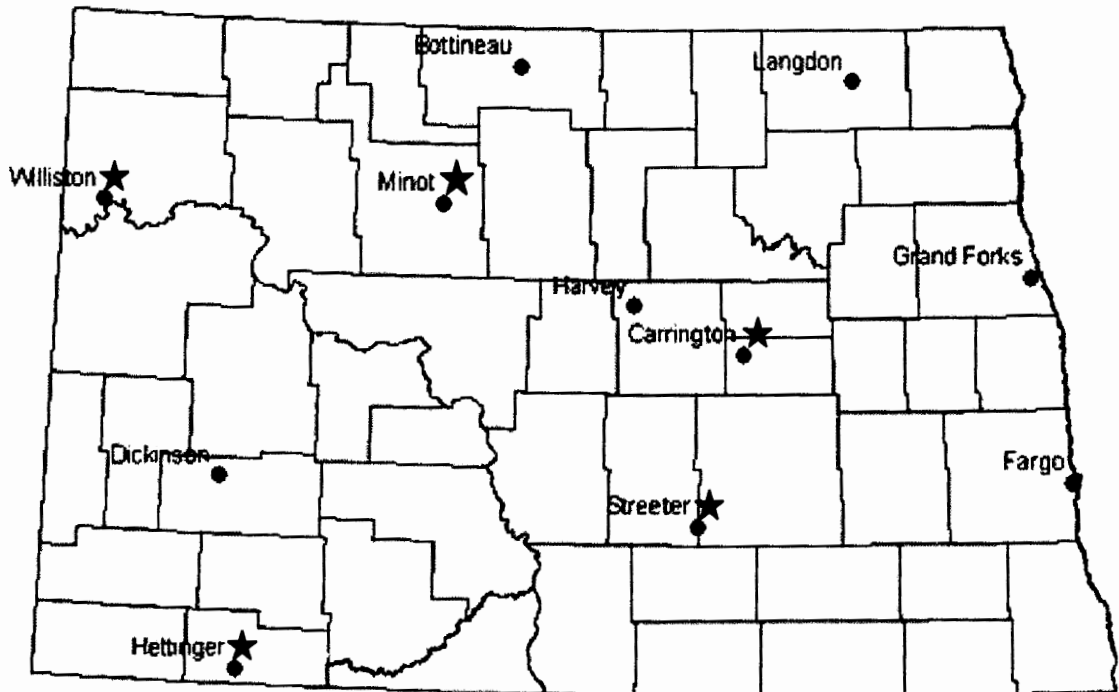 Bottineau
Langdon
Williston
Minot
Grand Forks
Harvey
Carrington
Dickinson
Fargo
Streeter
Hettinger